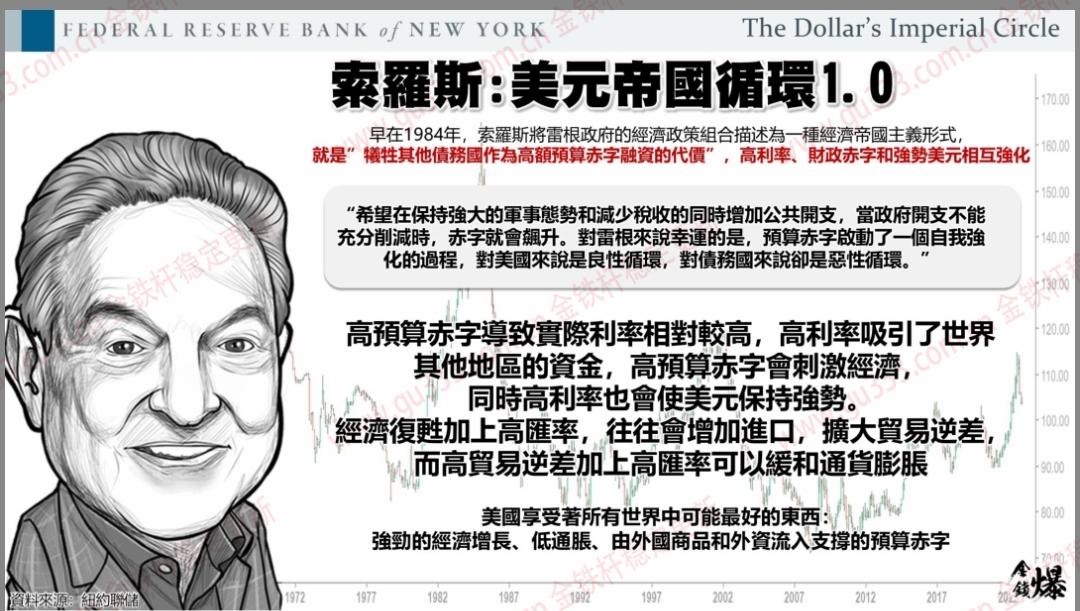 FEDERAL RESERVE BANK of NEW YORK
The Dollar's Imperial Circle
索羅斯:美元帝國循環1.0
早在1984年，索羅斯將雷根政府的經濟政策組合描述為一種經濟帝國主義形式，
就是”犧牲其他債務國作為高額預算赤字融資的代價”，高利率、財政赤字和強勢美元相互強化
“希望在保持強大的軍事態勢和減少稅收的同時增加公共開支，當政府開支不能
充分削減時，赤字就會飆升。對雷根來說幸運的是，預算赤字啟動了一個自我強
化的過程，對美國來說是良性循環，對債務國來說卻是惡性循環。”
高預算赤字導致實際利率相對較高，高利率吸引了世界
其他地區的資金，高預算赤字會刺激經濟，
同時高利率也會使美元保持強勢。
經濟復甦加上高匯率，往往會增加進口，擴大貿易逆差，
而高貿易逆差加上高匯率可以緩和通貨膨脹
美國享受著所有世界中可能最好的東西：
強勁的經濟增長、低通脹、由外國商品和外資流入支撐的預算赤字
170.00
160.00
150.00
140.00
130.00
120.00
110.00
100.00
90.00
80.00
70.00
1972 1977 1982 1987 1992 1997 2002 2007 2012 2017
資料來源：紐約聯儲
金錢爆
www.gu333.com.cn 金铁杆稳定更新